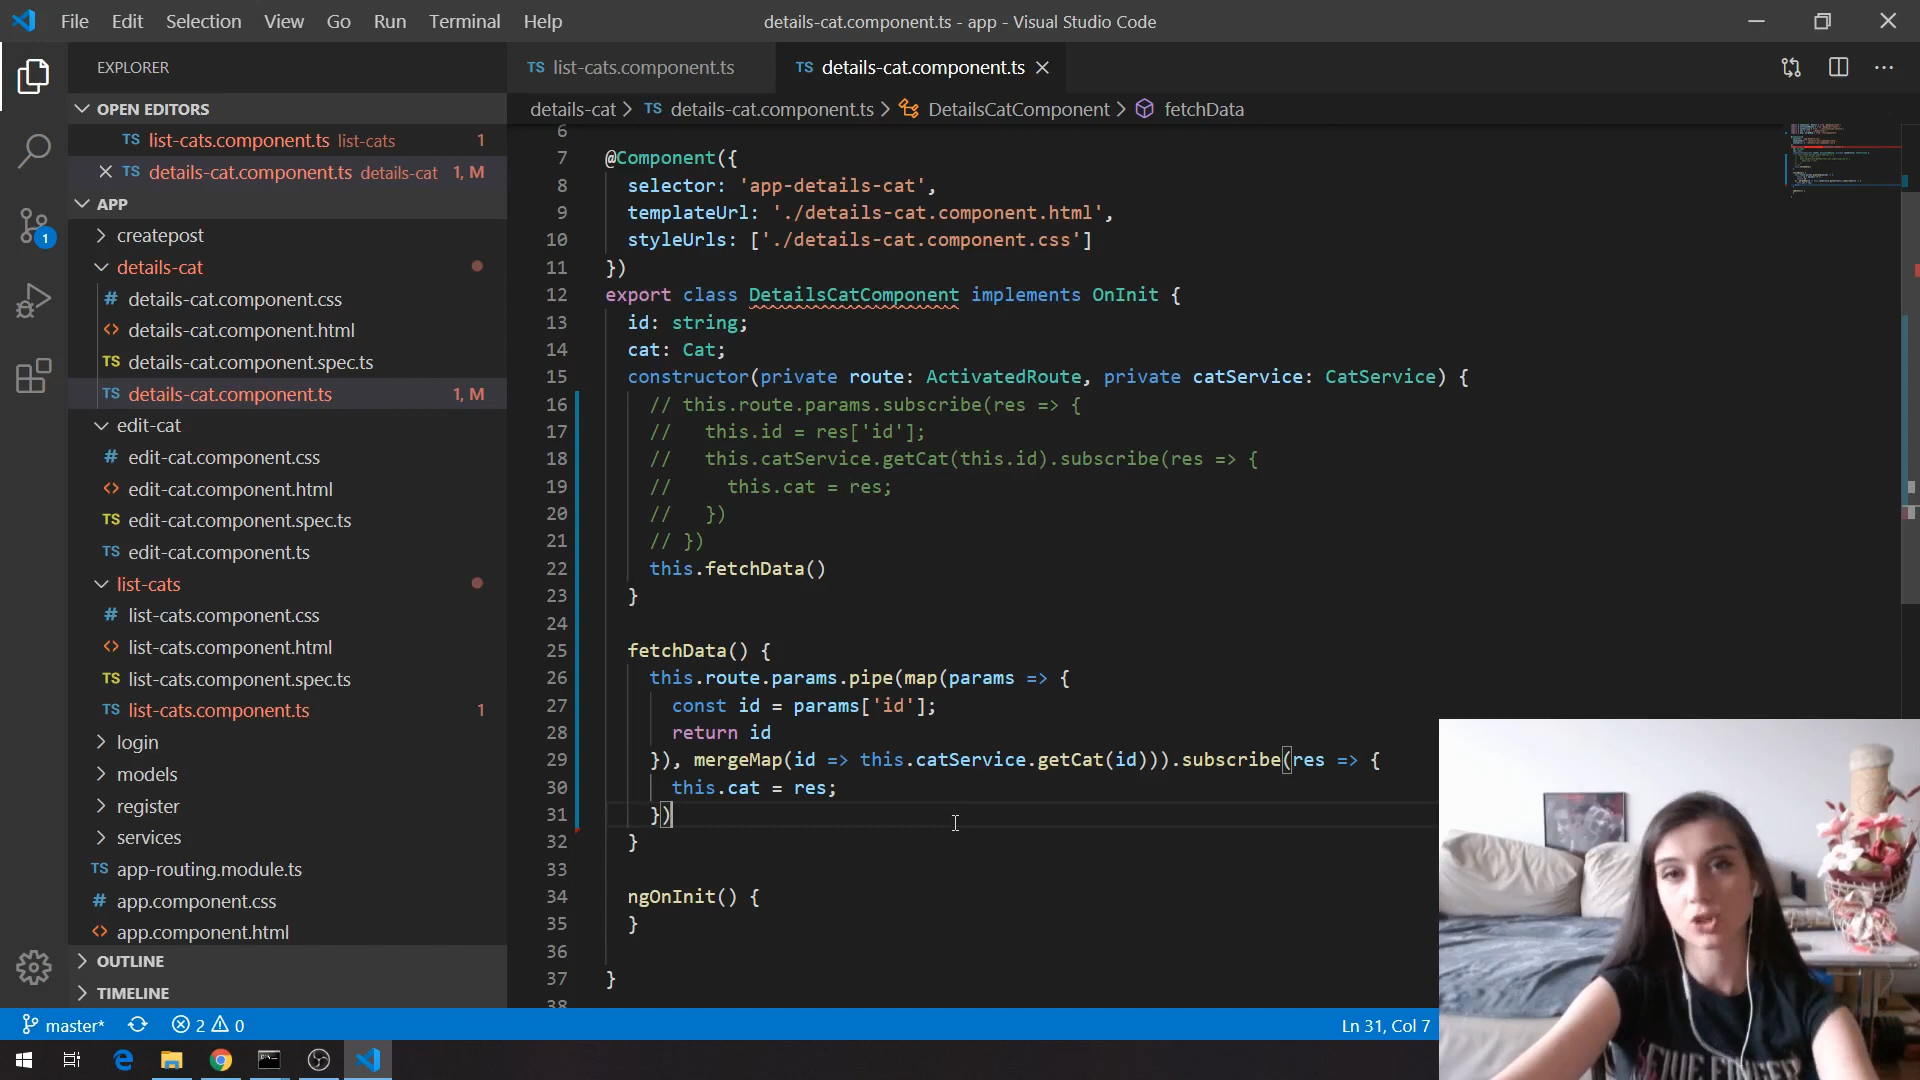 File Edit Selection View Go Run Terminal Help
details-cat.component.ts - app - Visual Studio Code
EXPLORER
OPEN EDITORS
TS list-cats.component.ts list-cats 1
TS details-cat.component.ts details-cat 1, M
APP
createpost
details-cat
# details-cat.component.css
<> details-cat.component.html
TS details-cat.component.spec.ts
TS details-cat.component.ts 1, M
edit-cat
# edit-cat.component.css
<> edit-cat.component.html
TS edit-cat.component.spec.ts
TS edit-cat.component.ts
list-cats
# list-cats.component.css
<> list-cats.component.html
TS list-cats.component.spec.ts
TS list-cats.component.ts 1
login
models
register
services
TS app-routing.module.ts
# app.component.css
<> app.component.html
OUTLINE
TIMELINE
1
TS list-cats.component.ts
TS details-cat.component.ts
details-cat > TS details-cat.component.ts > DetailsCatComponent > fetchData
6
7 @Component({
8 selector: 'app-details-cat',
9 templateUrl: './details-cat.component.html',
10 styleUrls: ['./details-cat.component.css']
11 })
12 export class DetailsCatComponent implements OnInit {
13 id: string;
14 cat: Cat;
15 constructor(private route: ActivatedRoute, private catService: CatService) {
16 // this.route.params.subscribe(res => {
17 // this.id = res['id'];
18 // this.catService.getCat(this.id).subscribe(res => {
19 // this.cat = res;
20 // })
21 // })
22 this.fetchData()
23 }
24
25 fetchData() {
26 this.route.params.pipe(map(params => {
27 const id = params['id'];
28 return id
29 }), mergeMap(id => this.catService.getCat(id))).subscribe(res => {
30 this.cat = res;
31 })
32 }
33
34 ngOnInit() {
35 }
36
37 }
38
master* 2 0
Ln 31, Col 7